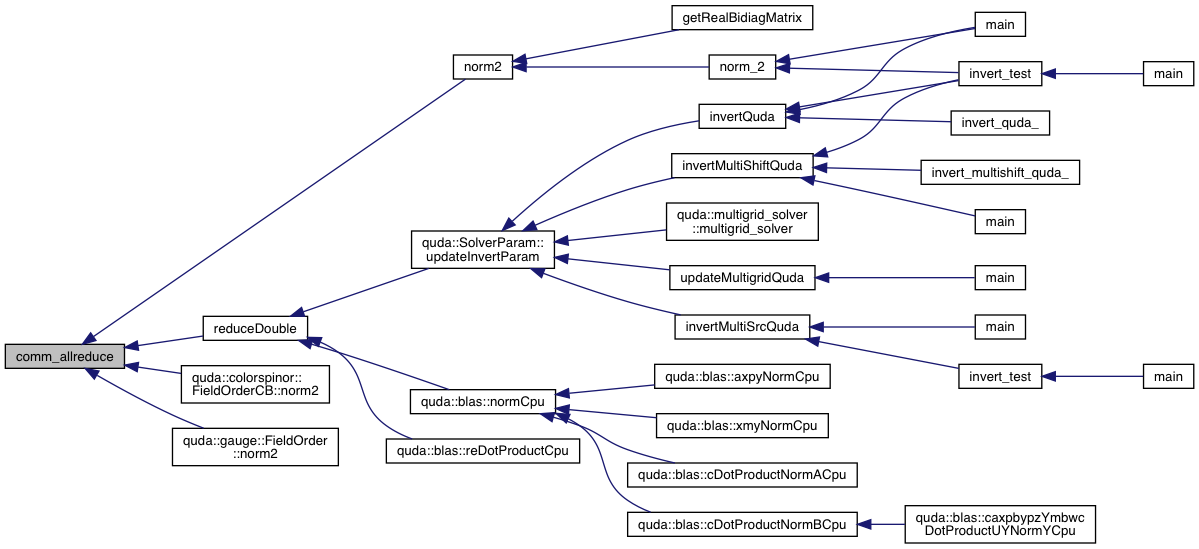 getRealBidiagMatrix
main
norm2
norm_2
invert_test
main
invertQuda
invert_quda_
invertMultiShiftQuda
invert_multishift_quda_
quda::multigrid_solver
::multigrid_solver
main
quda::SolverParam::
updateInvertParam
updateMultigridQuda
main
reduceDouble
invertMultiSrcQuda
main
comm_allreduce
quda::colorspinor::
FieldOrderCB::norm2
quda::blas::axpyNormCpu
invert_test
main
quda::blas::normCpu
quda::blas::xmyNormCpu
quda::gauge::FieldOrder
::norm2
quda::blas::reDotProductCpu
quda::blas::cDotProductNormACpu
quda::blas::cDotProductNormBCpu
quda::blas::caxpbypzYmbwc
DotProductUYNormYCpu